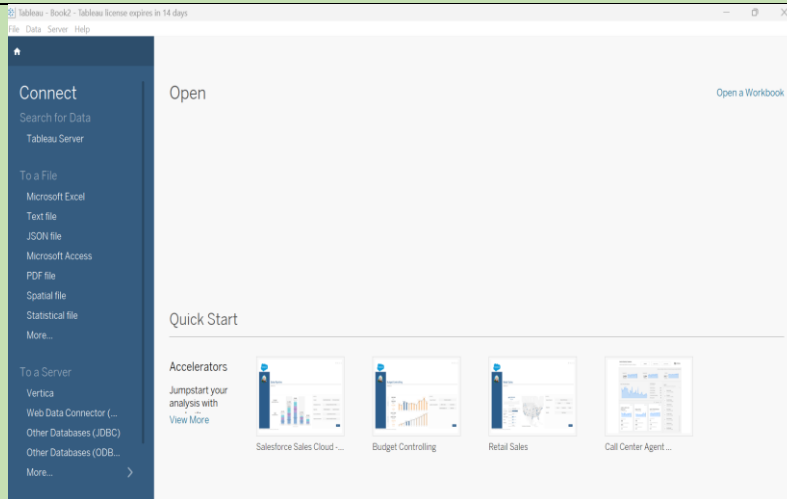 Tableau - Book2 - Tableau license expires in 14 days
File Data Server Help
Connect
Search for Data
Tableau Server
To a File
Microsoft Excel
Text file
JSON file
Microsoft Access
PDF file
Spatial file
Statistical file
More...
To a Server
Vertica
Web Data Connector (...
Other Databases (JDBC)
Other Databases (ODB...
More...
Open
Open a Workbook
Quick Start
Accelerators
Jumpstart your
analysis with
View More
Salesforce Sales Cloud -...
Budget Controlling
Retail Sales
Call Center Agent ...